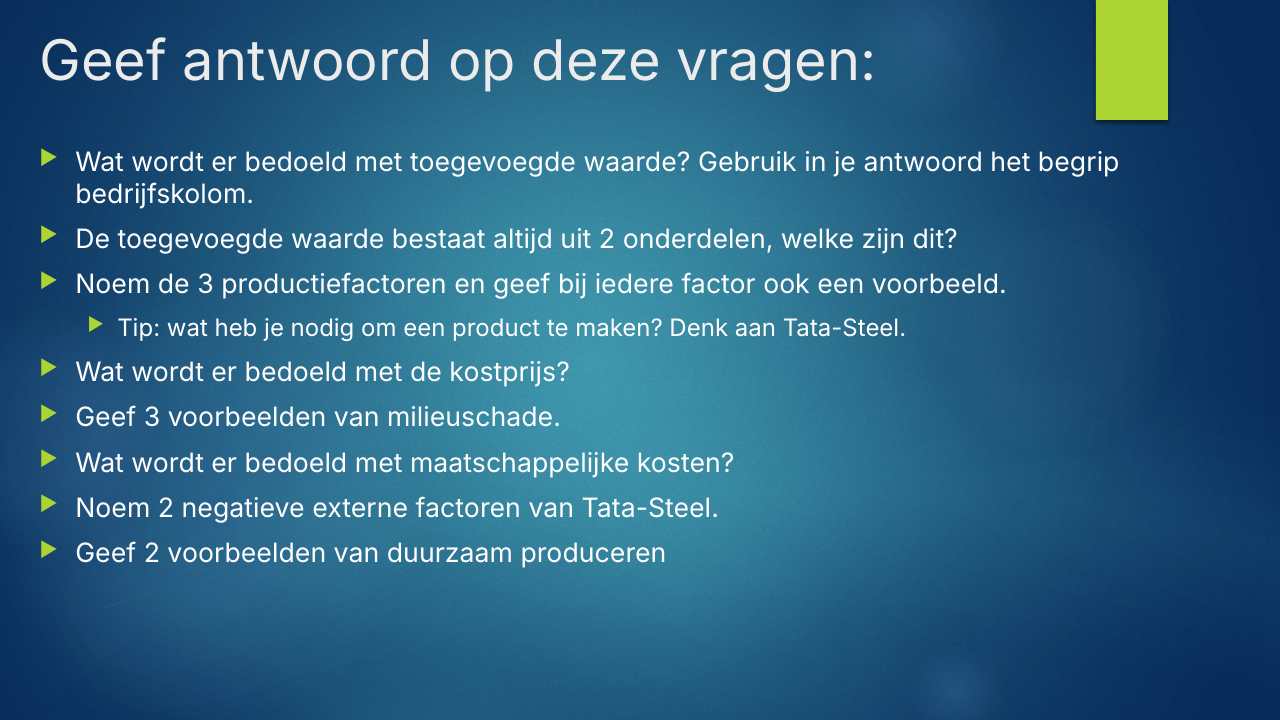 Geef antwoord op deze vragen:
Wat wordt er bedoeld met toegevoegde waarde? Gebruik in je antwoord het begrip
bedrijfskolom.
De toegevoegde waarde bestaat altijd uit 2 onderdelen, welke zijn dit?
Noem de 3 productiefactoren en geef bij iedere factor ook een voorbeeld.
Tip: wat heb je nodig om een product te maken? Denk aan Tata-Steel.
Wat wordt er bedoeld met de kostprijs?
Geef 3 voorbeelden van milieuschade.
Wat wordt er bedoeld met maatschappelijke kosten?
Noem 2 negatieve externe factoren van Tata-Steel.
Geef 2 voorbeelden van duurzaam produceren